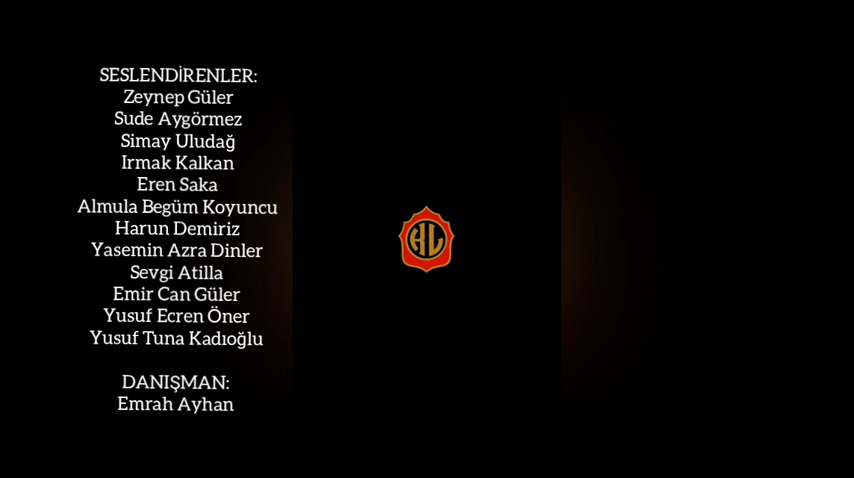 SESLENDİRENLER:
Zeynep Güler
Sude Aygörmez
Simay Uludağ
Irmak Kalkan
Eren Saka
Almula Begüm Koyuncu
Harun Demiriz
Yasemin Azra Dinler
Sevgi Atilla
Emir Can Güler
Yusuf Ecren Öner
Yusuf Tuna Kadıoğlu
DANIŞMAN:
Emrah Ayhan
KL